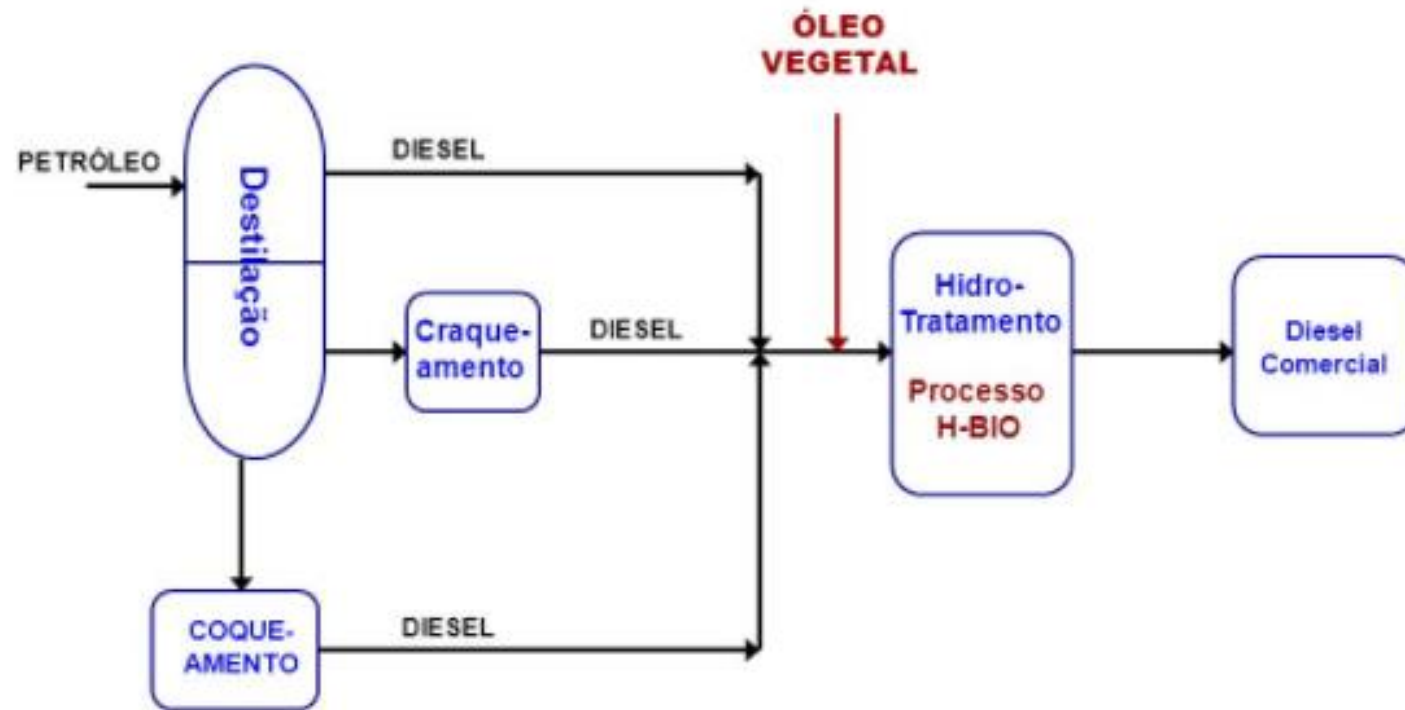 ÓLEO
VEGETAL
PETRÓLEO
Destilação
DIESEL
Craque-
amento
DIESEL
Hidro-
Tratamento
Processo
H-BIO
Diesel
Comercial
COQUE-
AMENTO
DIESEL